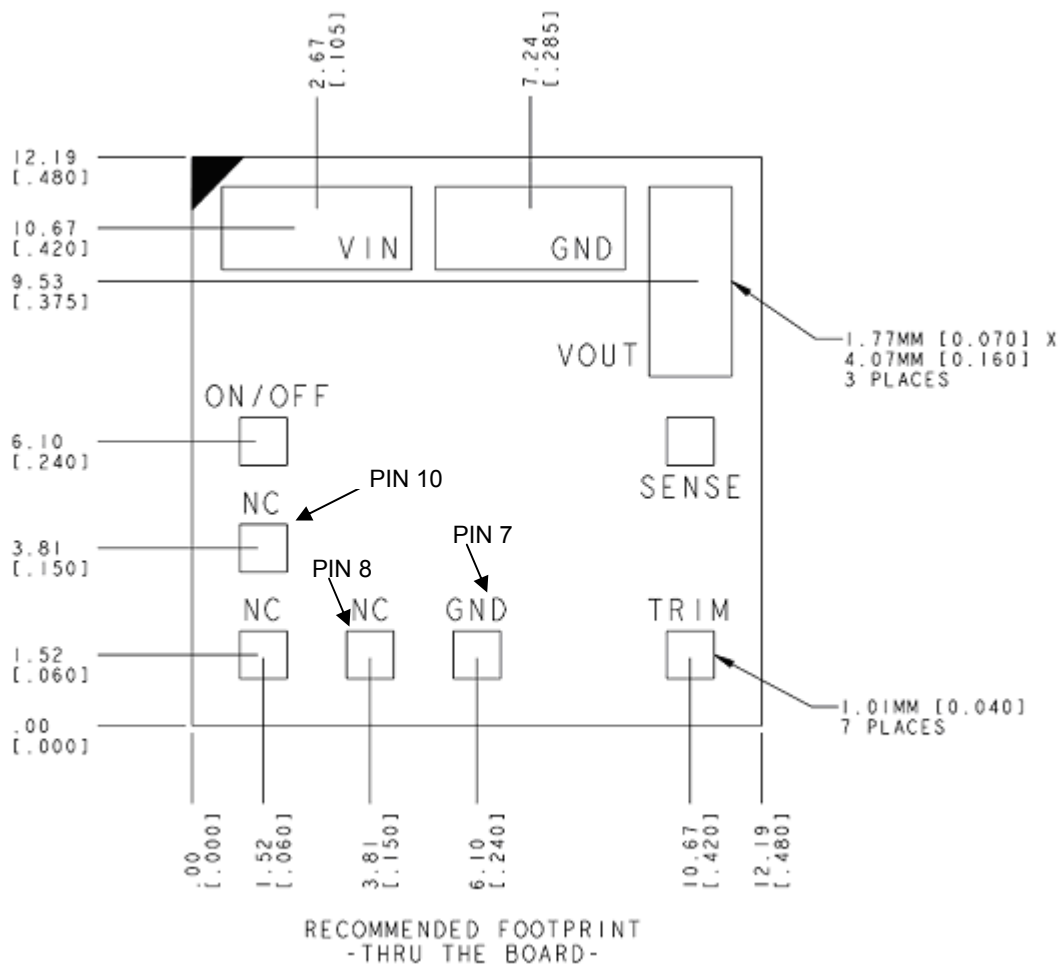 2.67
[.105]
7.24
[.285]
12.19
[.480]
10.67
[.420]
VIN
GND
9.53
[.375]
1.77MM [0.070] X
4.07MM [0.160]
3 PLACES
VOUT
ON/OFF
6.10
[.240]
SENSE
PIN 10
NC
3.81
[.150]
PIN 7
PIN 8
NC
NC
GND
TRIM
1.52
[.060]
1.01MM [0.040]
7 PLACES
.00
[.000]
.00
[.000]
1.52
[.060]
3.81
[.150]
6.10
[.240]
10.67
[.420]
12.19
[.480]
RECOMMENDED FOOTPRINT
-THRU THE BOARD-